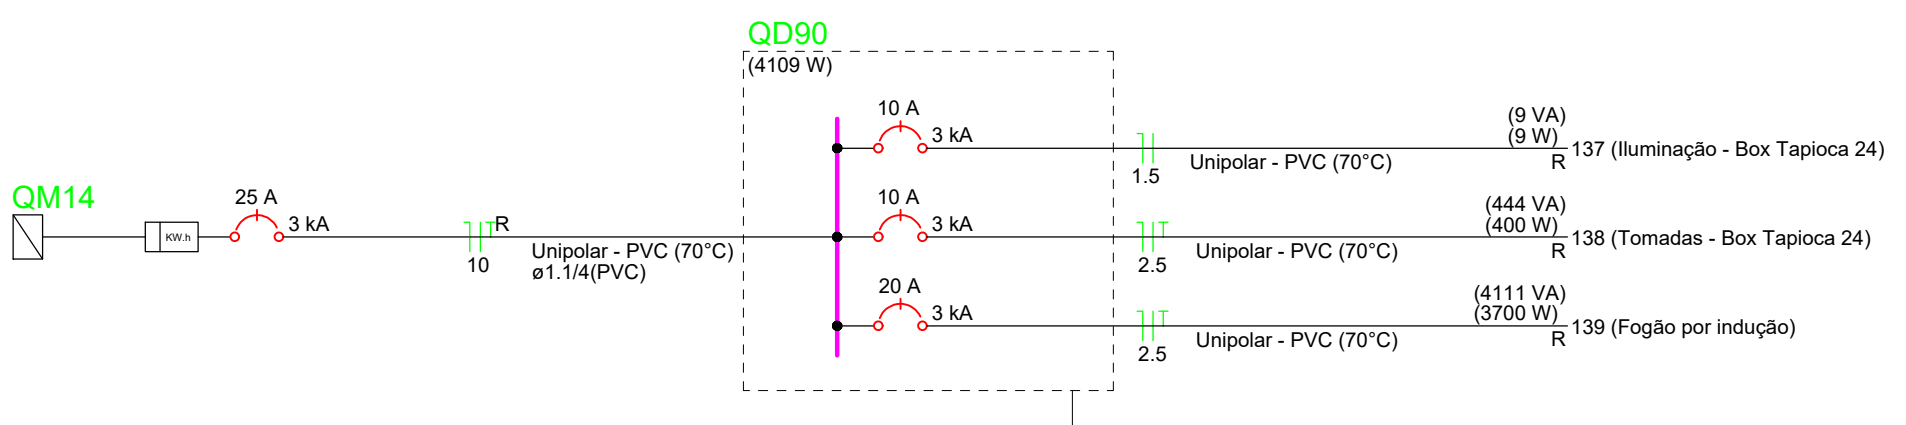 QD90
(4109 W)
10 A
3 kA
1.5
Unipolar - PVC (70°C)
(9 VA)
(9 W)
R
137 (Iluminação - Box Tapioca 24)
QM14
KW.h
25 A
3 kA
R
10
Unipolar - PVC (70°C)
ø1.1/4(PVC)
10 A
3 kA
2.5
Unipolar - PVC (70°C)
(444 VA)
(400 W)
R
138 (Tomadas - Box Tapioca 24)
20 A
3 kA
2.5
Unipolar - PVC (70°C)
(4111 VA)
(3700 W)
R
139 (Fogão por indução)